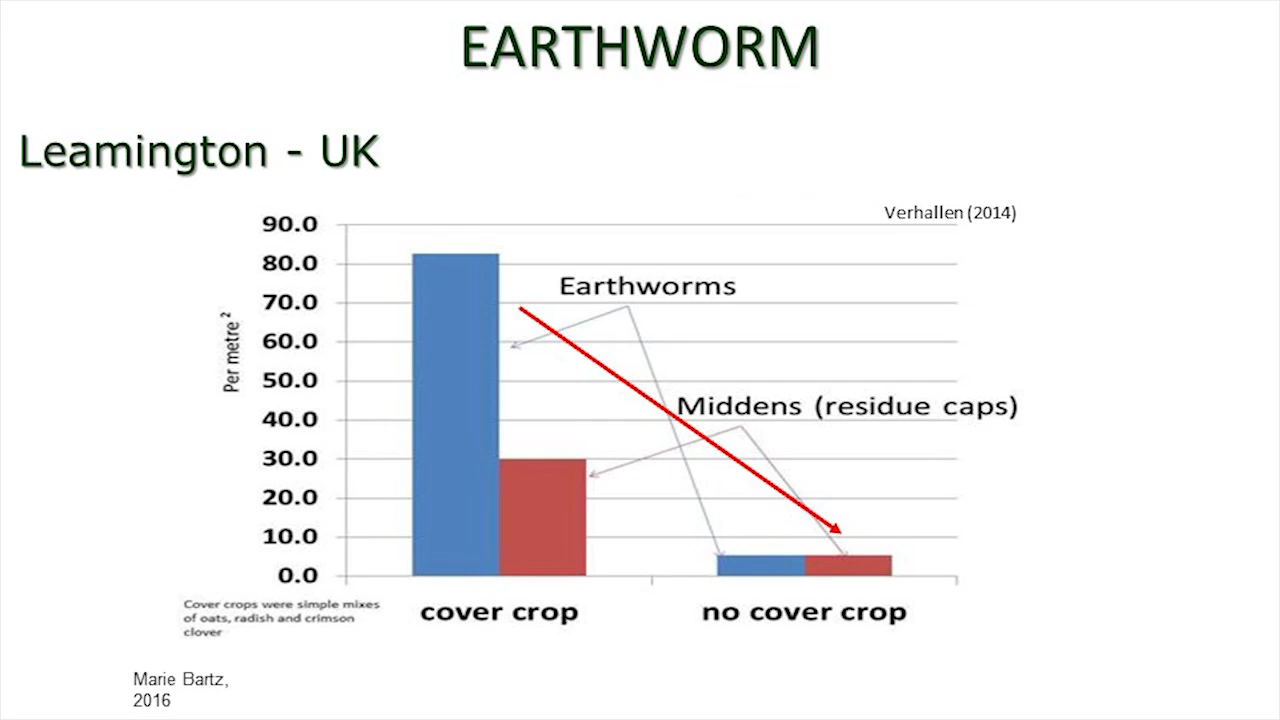 EARTHWORM
Leamington - UK
Verhallen (2014)
90.0
80.0
70.0
60.0
50.0
40.0
30.0
20.0
10.0
0.0
Per metre²
Earthworms
Middens (residue caps)
cover crop
no cover crop
Cover crops were simple mixes
of oats, radish and crimson
clover
Marie Bartz,
2016